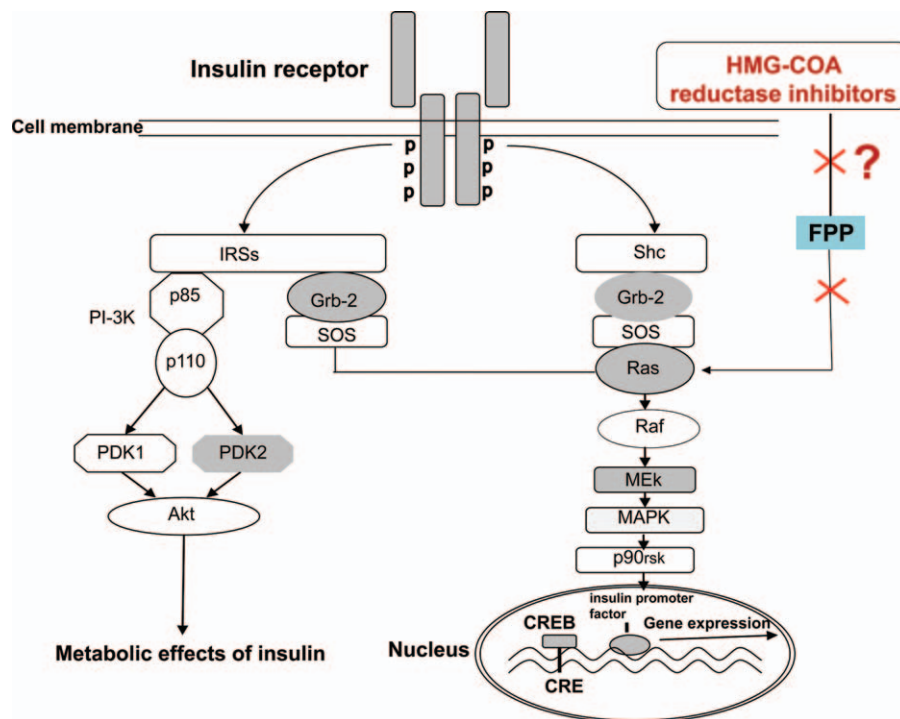 Insulin receptor
HMG-COA
reductase inhibitors
Cell membrane
p
p
p
p
p
p
?
FPP
IRSs
Shc
p85
PI-3K
p110
Grb-2
SOS
Grb-2
SOS
Ras
Raf
PDK1
PDK2
MEk
Akt
MAPK
p90rsk
insulin promoter
factor
Gene expression
CREB
Nucleus
CRE
Metabolic effects of insulin